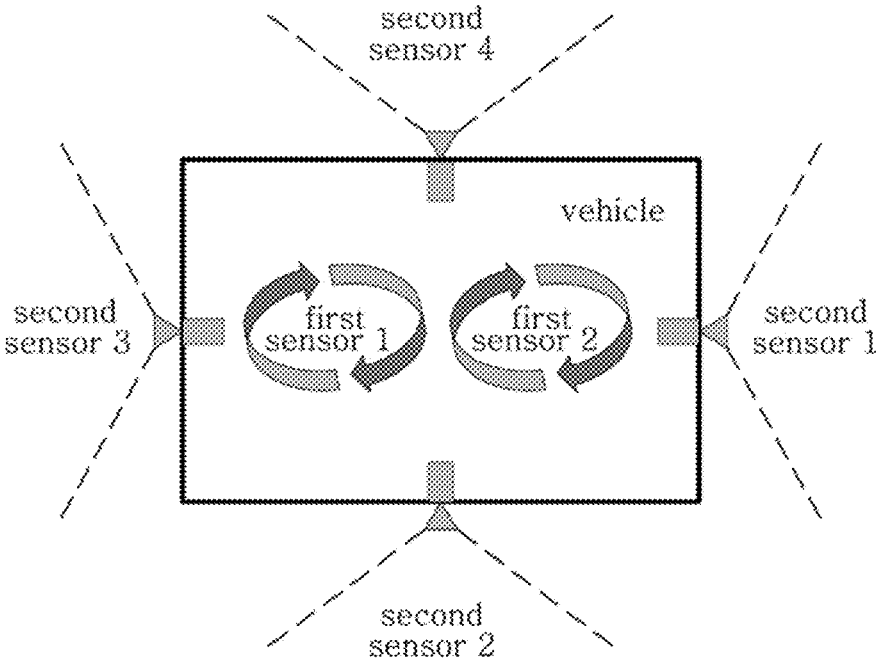 second
sensor 4
vehicle
second
sensor 3
first
sensor 1
first
sensor 2
second
sensor 1
second
sensor 2